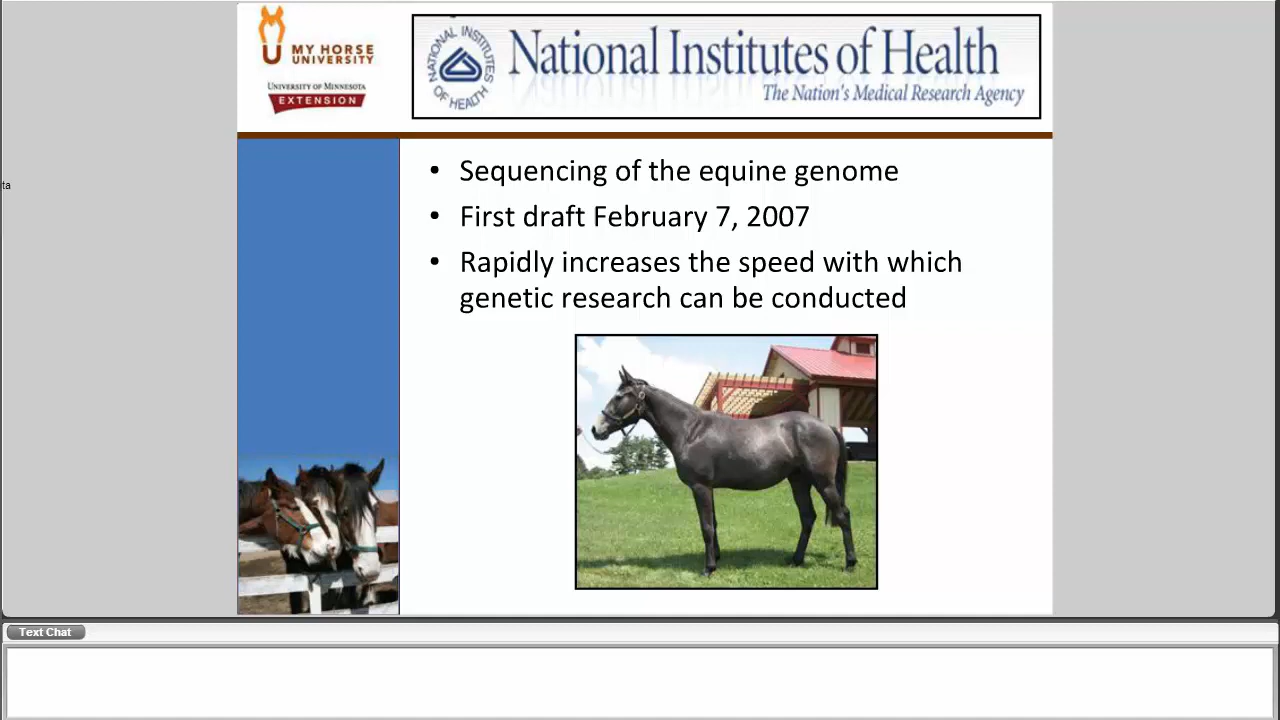 MY HORSE
UNIVERSITY
UNIVERSITY OF MINNESOTA
EXTENSION
NATIONAL INSTITUTES OF HEALTH
National Institutes of Health
The Nation's Medical Research Agency
ta
• Sequencing of the equine genome
• First draft February 7, 2007
• Rapidly increases the speed with which
genetic research can be conducted
Text Chat